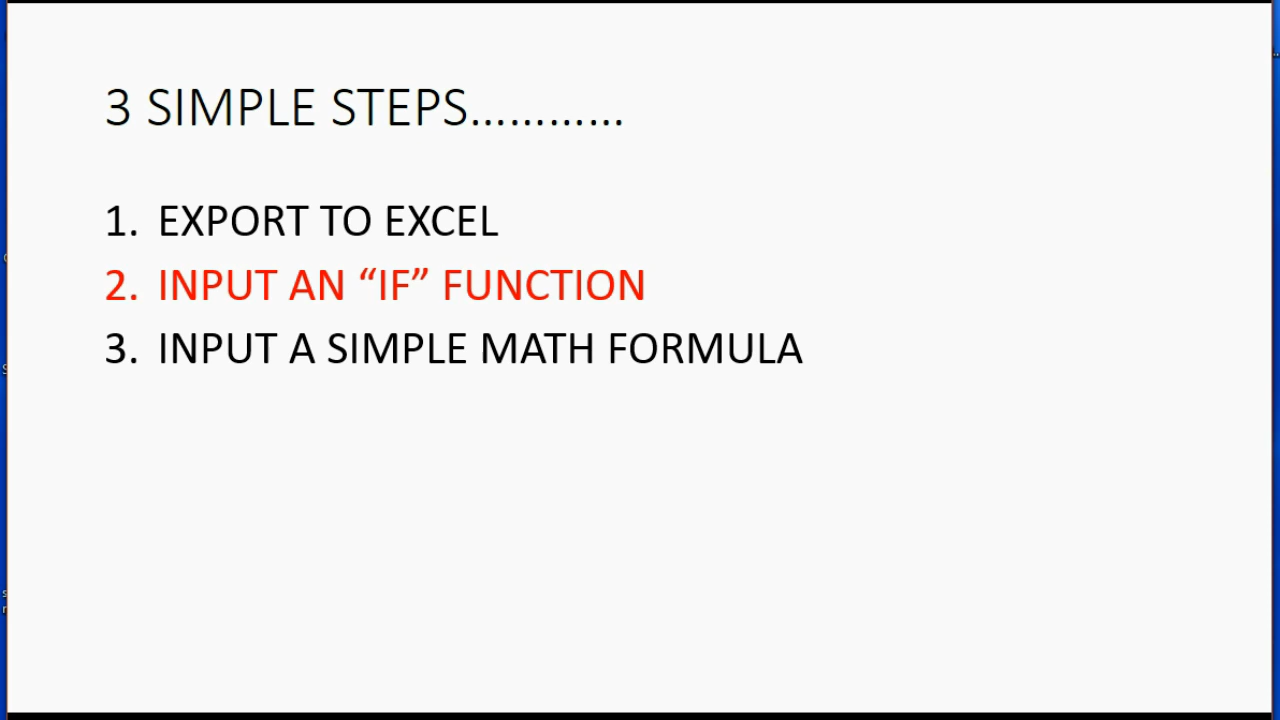 3 SIMPLE STEPS............
1. EXPORT TO EXCEL
2. INPUT AN “IF” FUNCTION
3. INPUT A SIMPLE MATH FORMULA